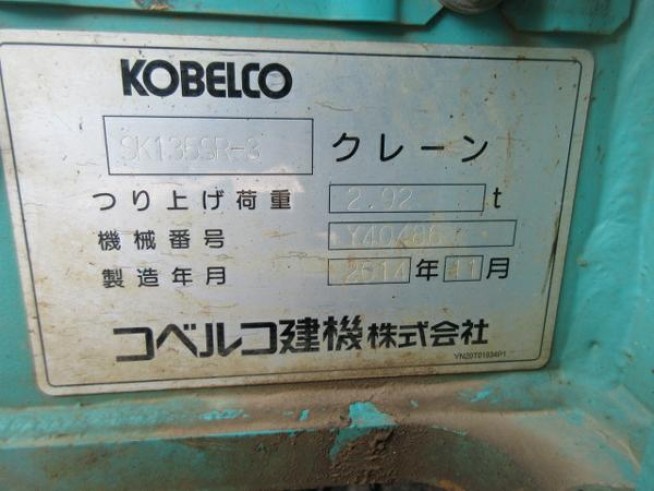 KOBELCO
SK135SR-3 クレーン
つり上げ荷重 2.92 t
機械番号
製造年月 2014 年 11 月
コベルコ建機株式会社
YN20T01034P1